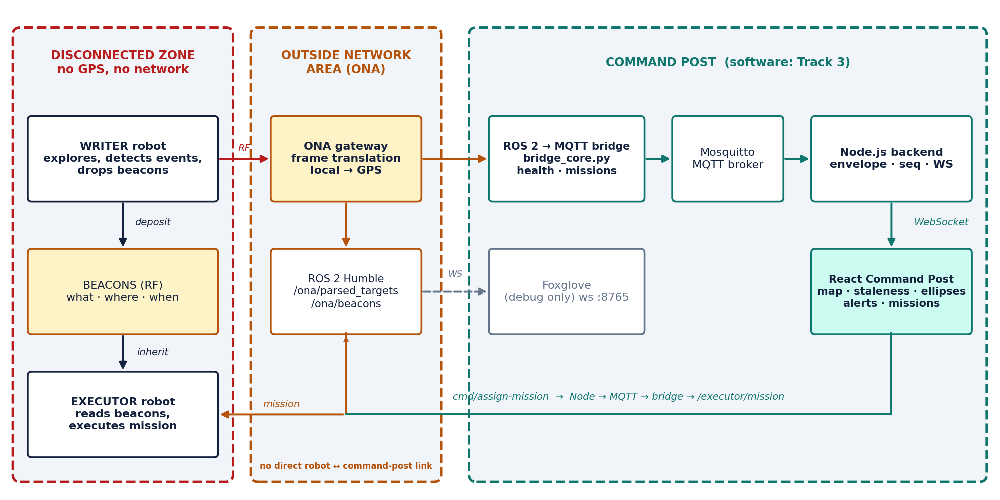 DISCONNECTED ZONE
no GPS, no network
OUTSIDE NETWORK
AREA (ONA)
COMMAND POST  (software: Track 3)
WRITER robot
explores, detects events,
drops beacons
RF
ONA gateway
frame translation
local → GPS
ROS 2 → MQTT bridge
bridge_core.py
health · missions
Mosquitto
MQTT broker
Node.js backend
envelope · seq · WS
deposit
WebSocket
BEACONS (RF)
what · where · when
ROS 2 Humble
/ona/parsed_targets
/ona/beacons
WS
Foxglove
(debug only) ws :8765
React Command Post
map · staleness · ellipses
alerts · missions
inherit
EXECUTOR robot
reads beacons,
executes mission
mission
cmd/assign-mission → Node → MQTT → bridge → /executor/mission
no direct robot ↔ command-post link